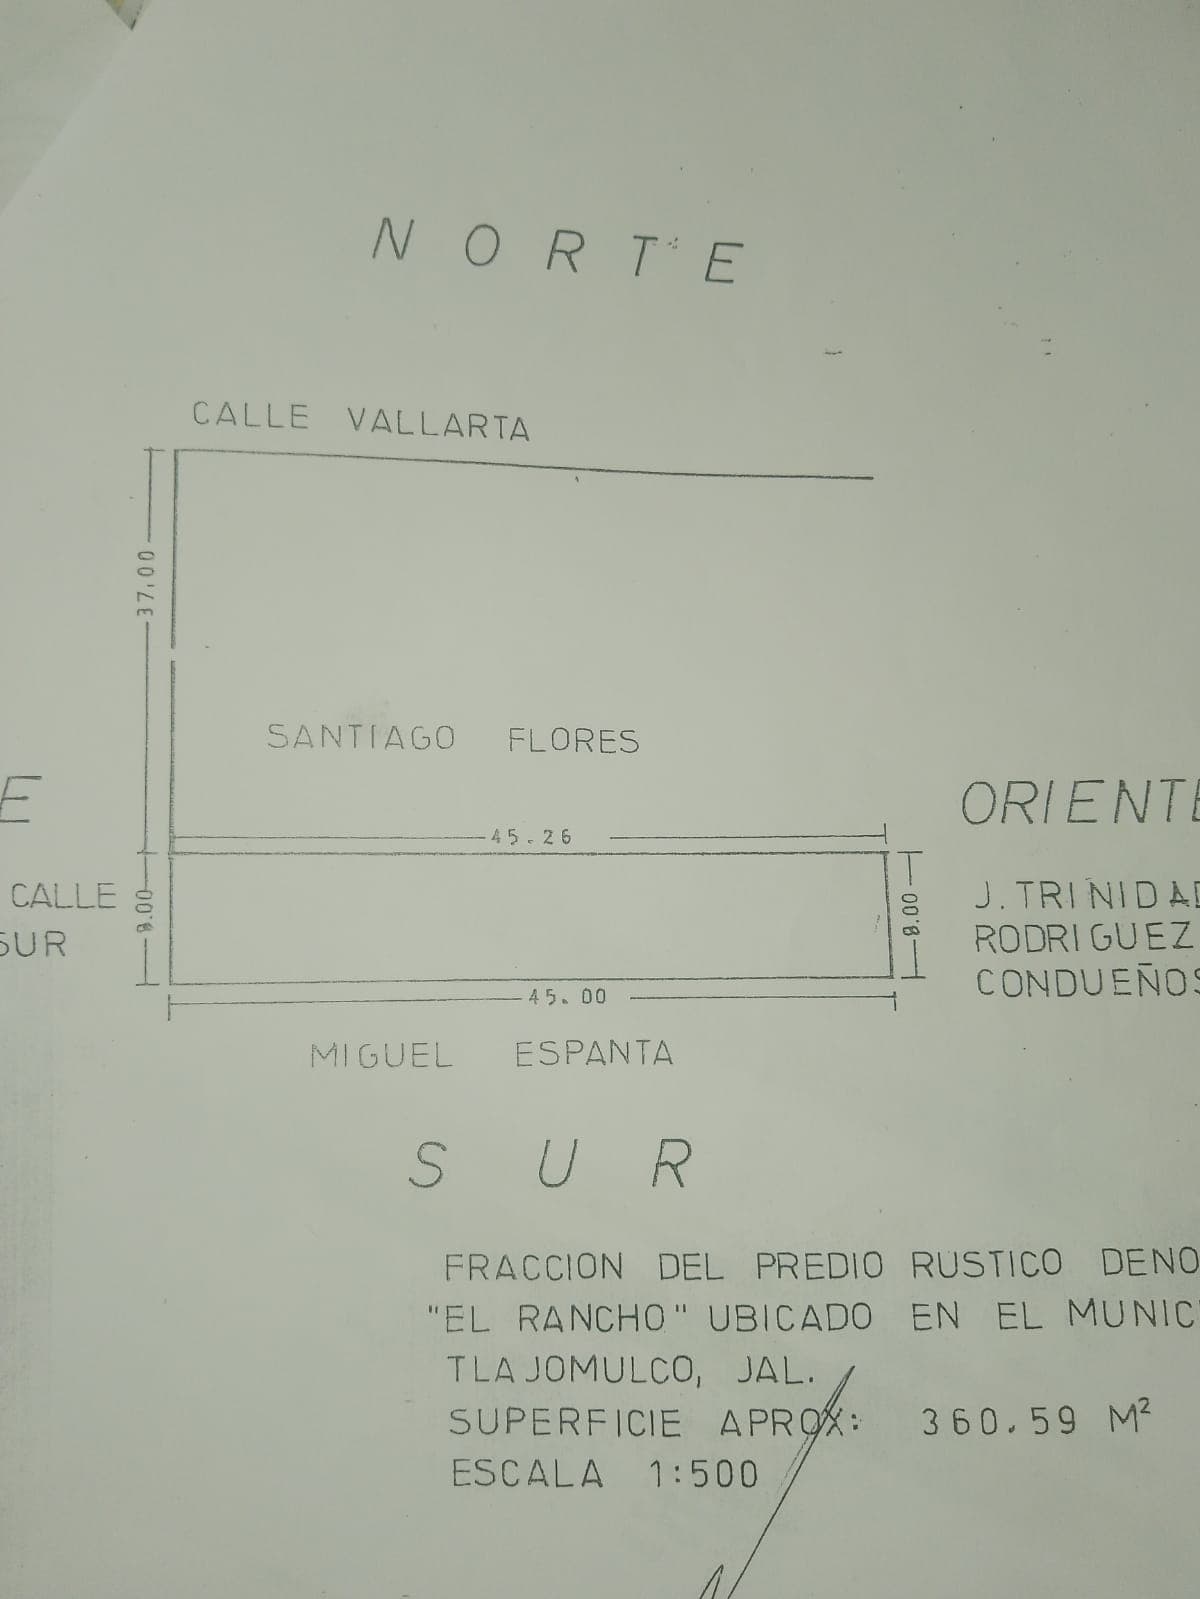 NORTE
CALLE VALLARTA
37.00
SANTIAGO FLORES
E
ORIENTE
45.26
CALLE
SUR
8.00
8.00
J. TRINIDAD
RODRIGUEZ
CONDUEÑOS
45.00
MIGUEL ESPANTA
SUR
FRACCION DEL PREDIO RUSTICO DENO
"EL RANCHO" UBICADO EN EL MUNIC
TLAJOMULCO, JAL.
SUPERFICIE APROX: 360.59 M²
ESCALA 1:500